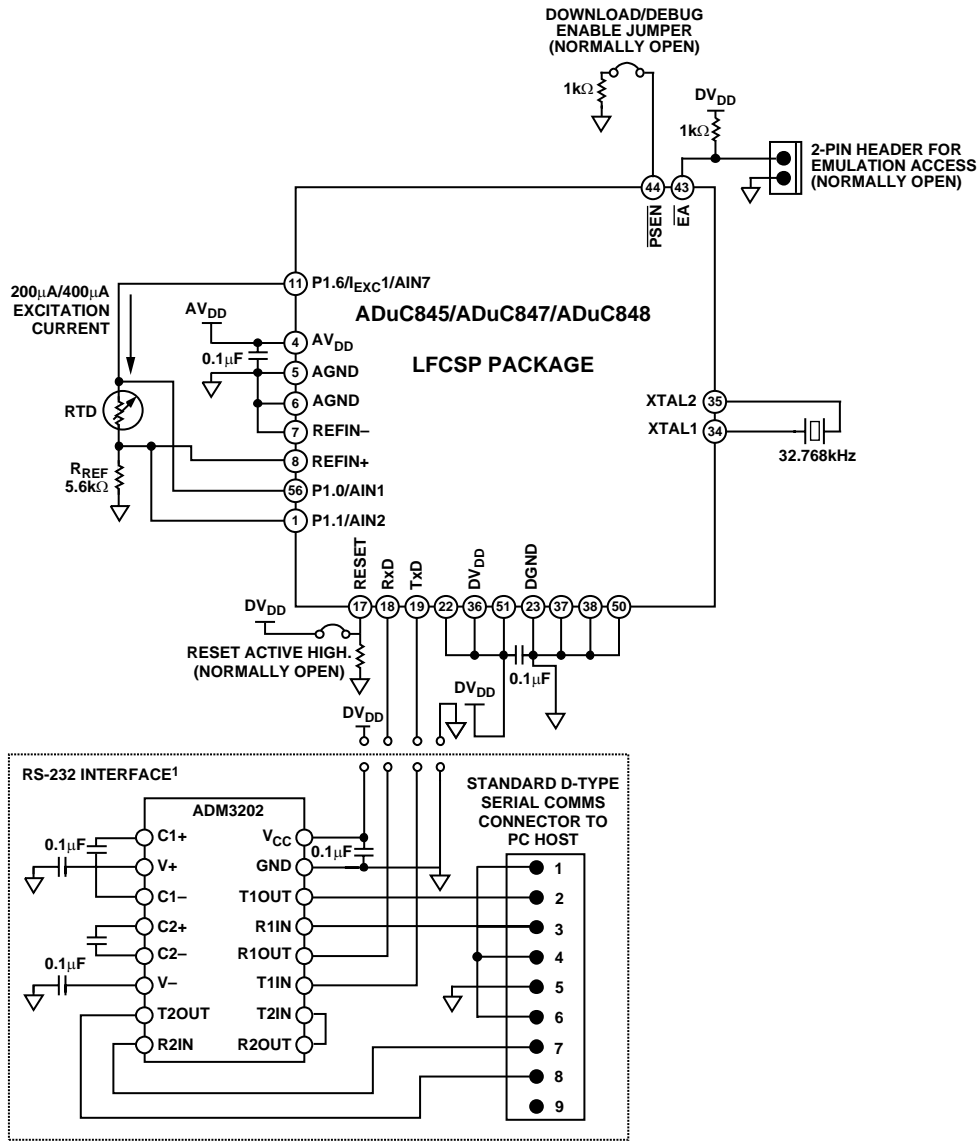 DOWNLOAD/DEBUG
ENABLE JUMPER
(NORMALLY OPEN)
1kΩ
DVDD
1kΩ
2-PIN HEADER FOR
EMULATION ACCESS
(NORMALLY OPEN)
44
43
PSEN
EA
200μA/400μA
EXCITATION
CURRENT
11 P1.6/IEXC1/AIN7
ADuC845/ADuC847/ADuC848
LFCSP PACKAGE
AVDD
4 AVDD
0.1μF
5 AGND
6 AGND
7 REFIN–
8 REFIN+
56 P1.0/AIN1
1 P1.1/AIN2
RTD
RREF
5.6kΩ
XTAL2 35
XTAL1 34
32.768kHz
RESET
RxD
TxD
DVDD
DGND
17 18 19 22 36 51 23 37 38 50
DVDD
RESET ACTIVE HIGH.
(NORMALLY OPEN)
0.1μF
DVDD
DVDD
RS-232 INTERFACE1
STANDARD D-TYPE
SERIAL COMMS
CONNECTOR TO
PC HOST
ADM3202
C1+
VCC
0.1μF
0.1μF
V+
GND
1
C1–
T1OUT
2
C2+
R1IN
3
C2–
R1OUT
4
0.1μF
V–
T1IN
5
T2OUT
T2IN
6
R2IN
R2OUT
7
8
9